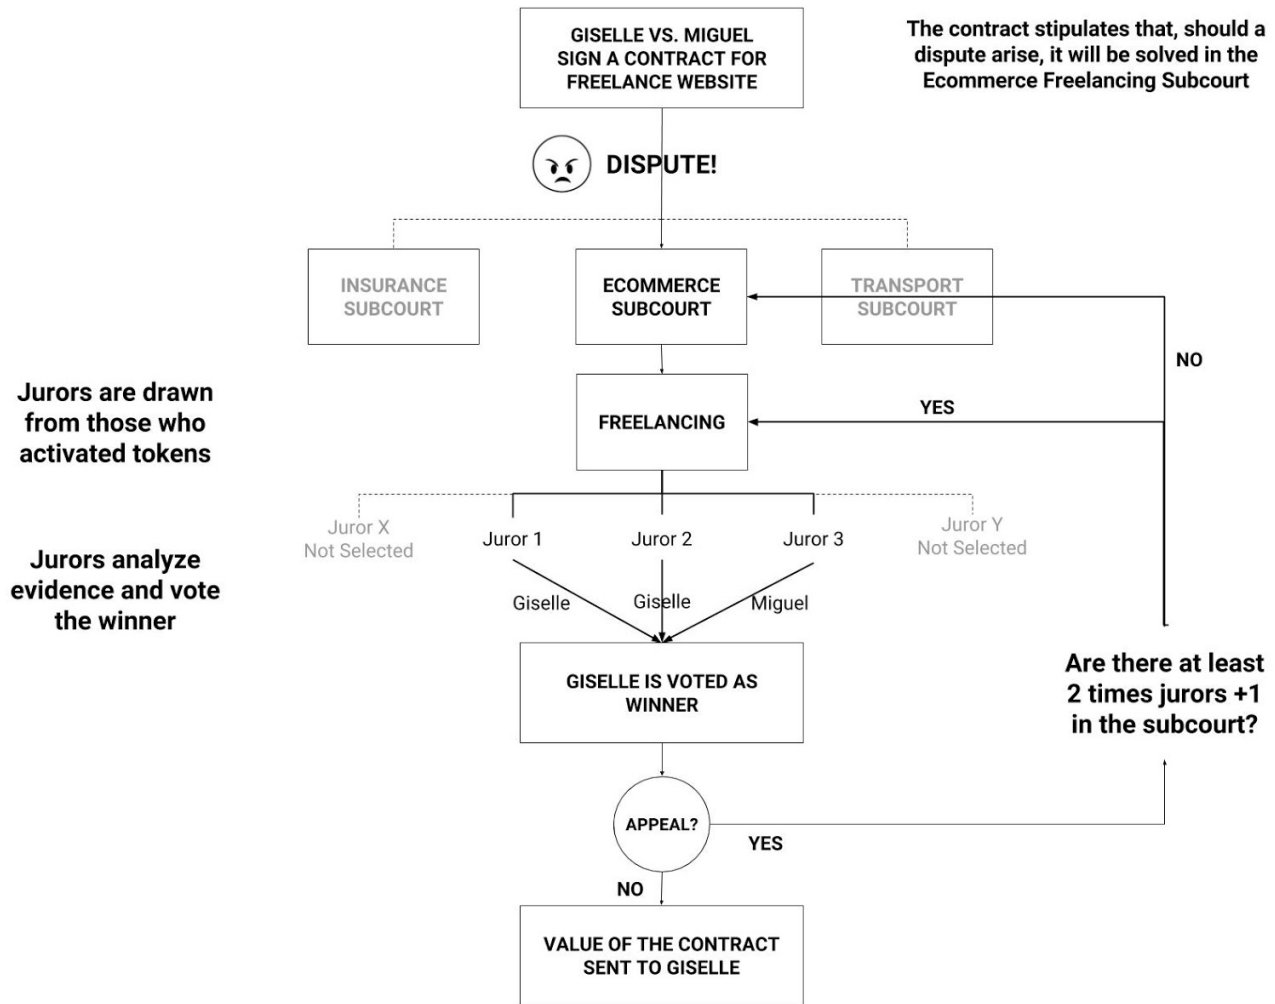 GISELLE VS. MIGUEL
SIGN A CONTRACT FOR
FREELANCE WEBSITE
The contract stipulates that, should a
dispute arise, it will be solved in the
Ecommerce Freelancing Subcourt
DISPUTE!
INSURANCE
SUBCOURT
ECOMMERCE
SUBCOURT
TRANSPORT
SUBCOURT
NO
Jurors are drawn
from those who
activated tokens
FREELANCING
YES
Juror X
Not Selected
Juror 1
Juror 2
Juror 3
Juror Y
Not Selected
Jurors analyze
evidence and vote
the winner
Giselle
Giselle
Miguel
GISELLE IS VOTED AS
WINNER
Are there at least
2 times jurors +1
in the subcourt?
APPEAL?
YES
NO
VALUE OF THE CONTRACT
SENT TO GISELLE